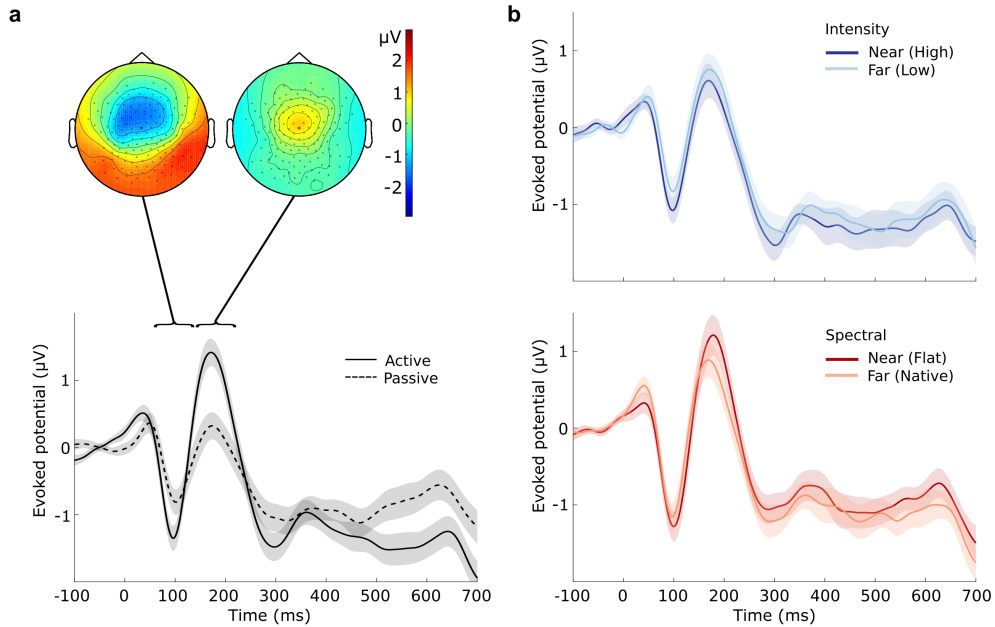 a
µV
2
1
0
-1
-2
Evoked potential (µV)
1
0
-1
Active
Passive
-100 0 100 200 300 400 500 600 700
Time (ms)
b
Evoked potential (µV)
1
0
-1
Intensity
Near (High)
Far (Low)
Evoked potential (µV)
1
0
-1
Spectral
Near (Flat)
Far (Native)
-100 0 100 200 300 400 500 600 700
Time (ms)